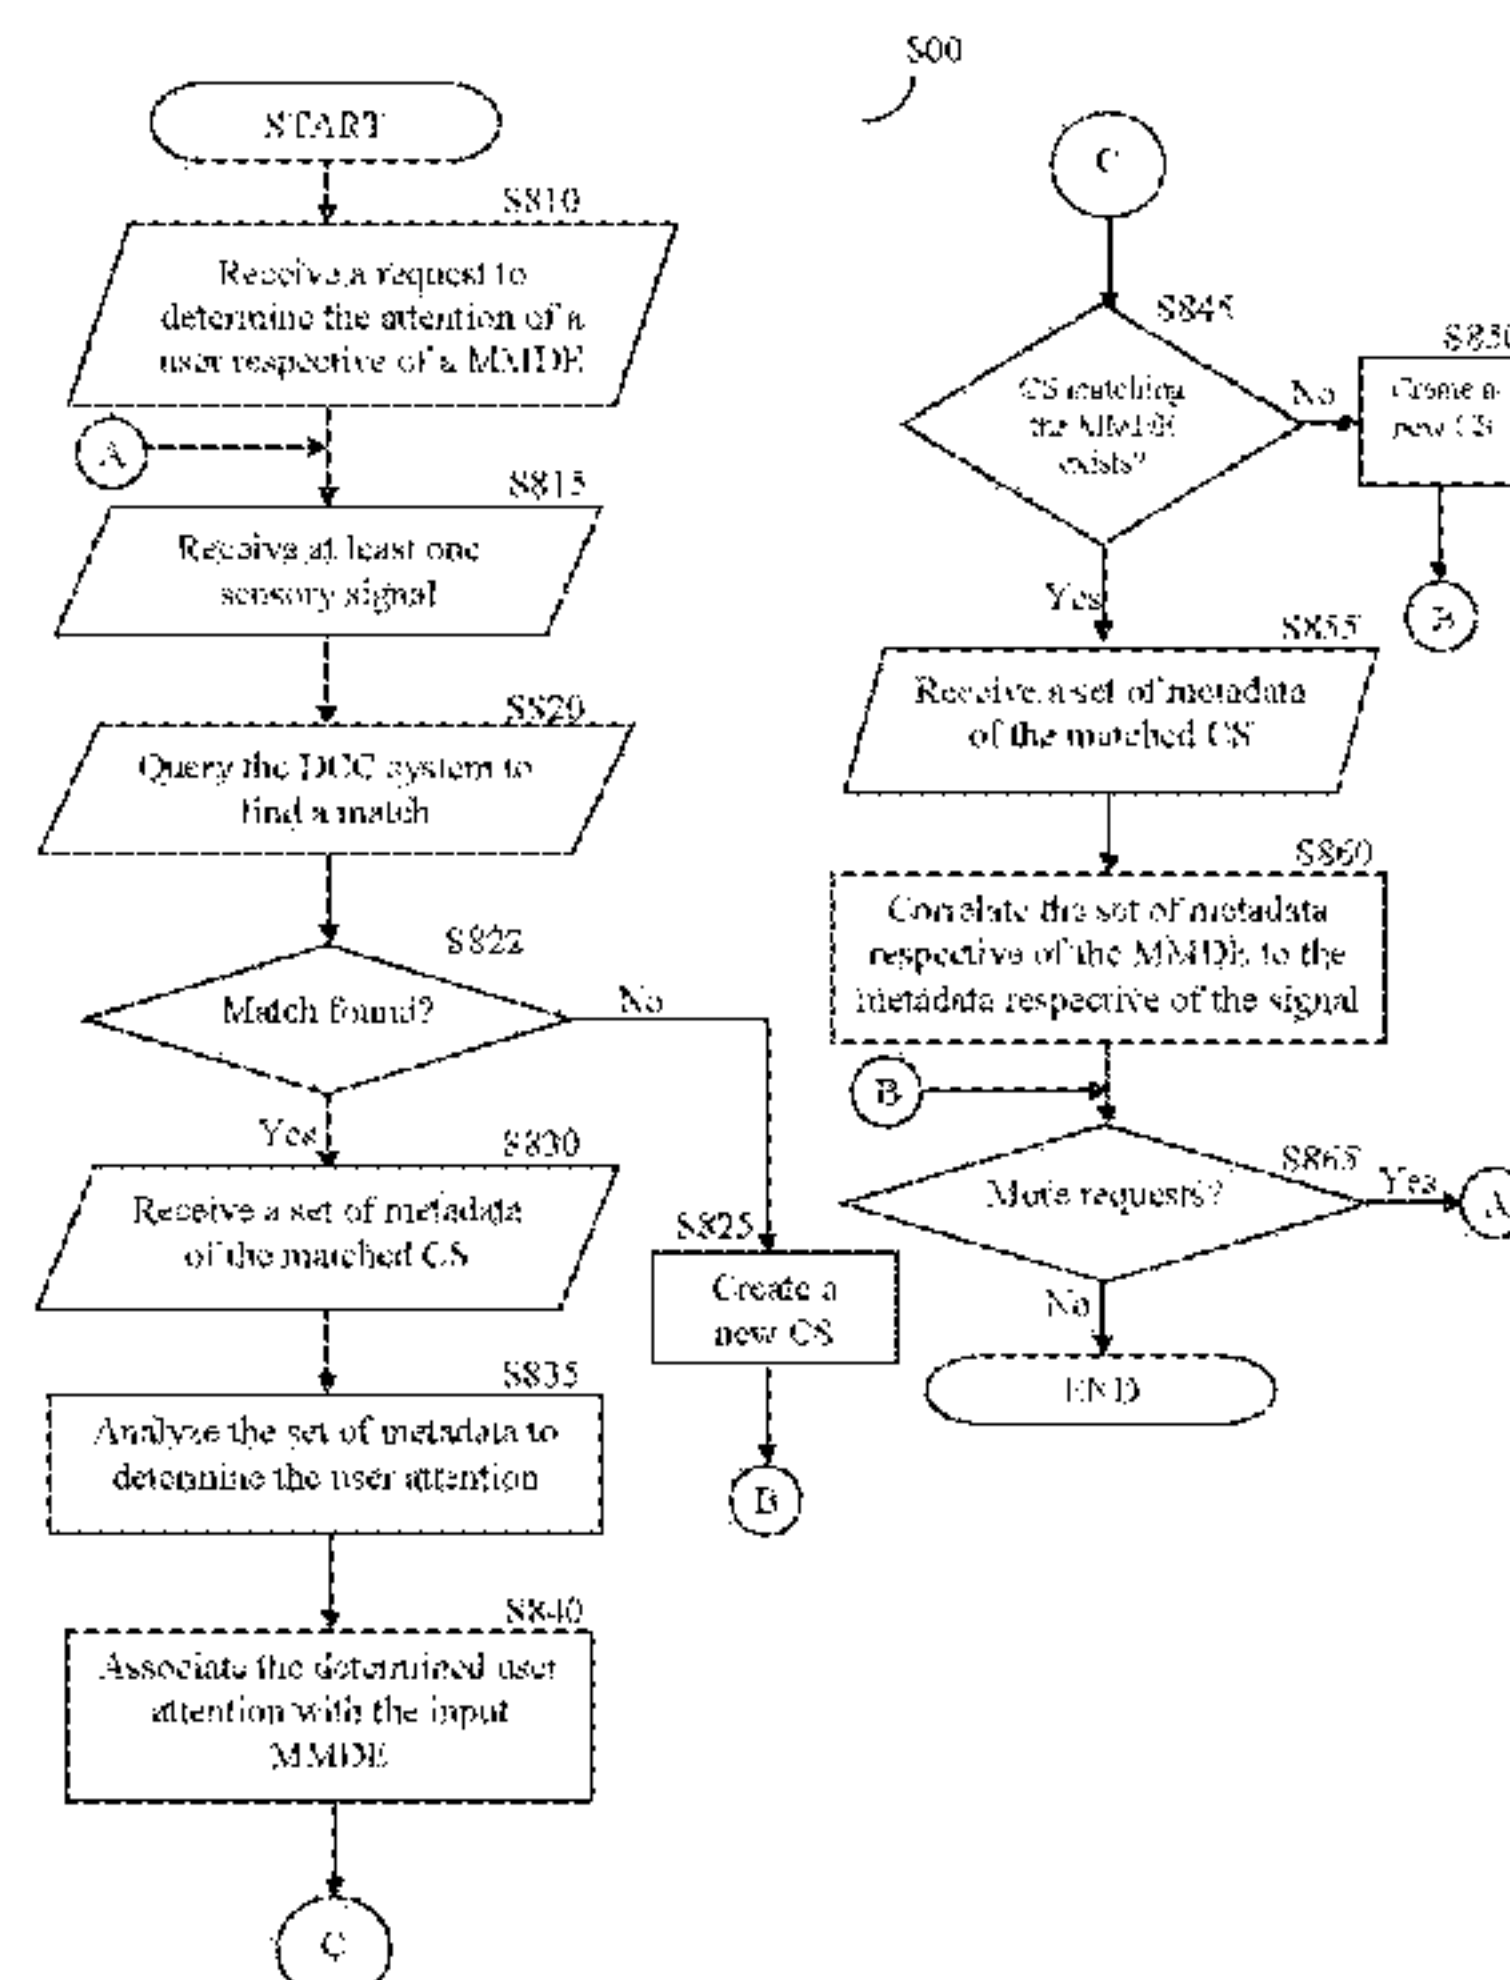 800
START
S810
Receive a request to
determine the attention of a
user respective of a MMDE
A
S815
Receive at least one
sensory signal
S820
Query the DCC system to
find a match
S822
Match found?
No
Yes
S825
Create a
new CS
B
S830
Receive a set of metadata
of the matched CS
S835
Analyze the set of metadata to
determine the user attention
S840
Associate the determined user
attention with the input
MMDE
C
C
S845
CS matching
the MMDE
exists?
No
S850
Create a
new CS
B
Yes
S855
Receive a set of metadata
of the matched CS
S860
Correlate the set of metadata
respective of the MMDE to the
metadata respective of the signal
B
S865
More requests?
Yes
A
No
END